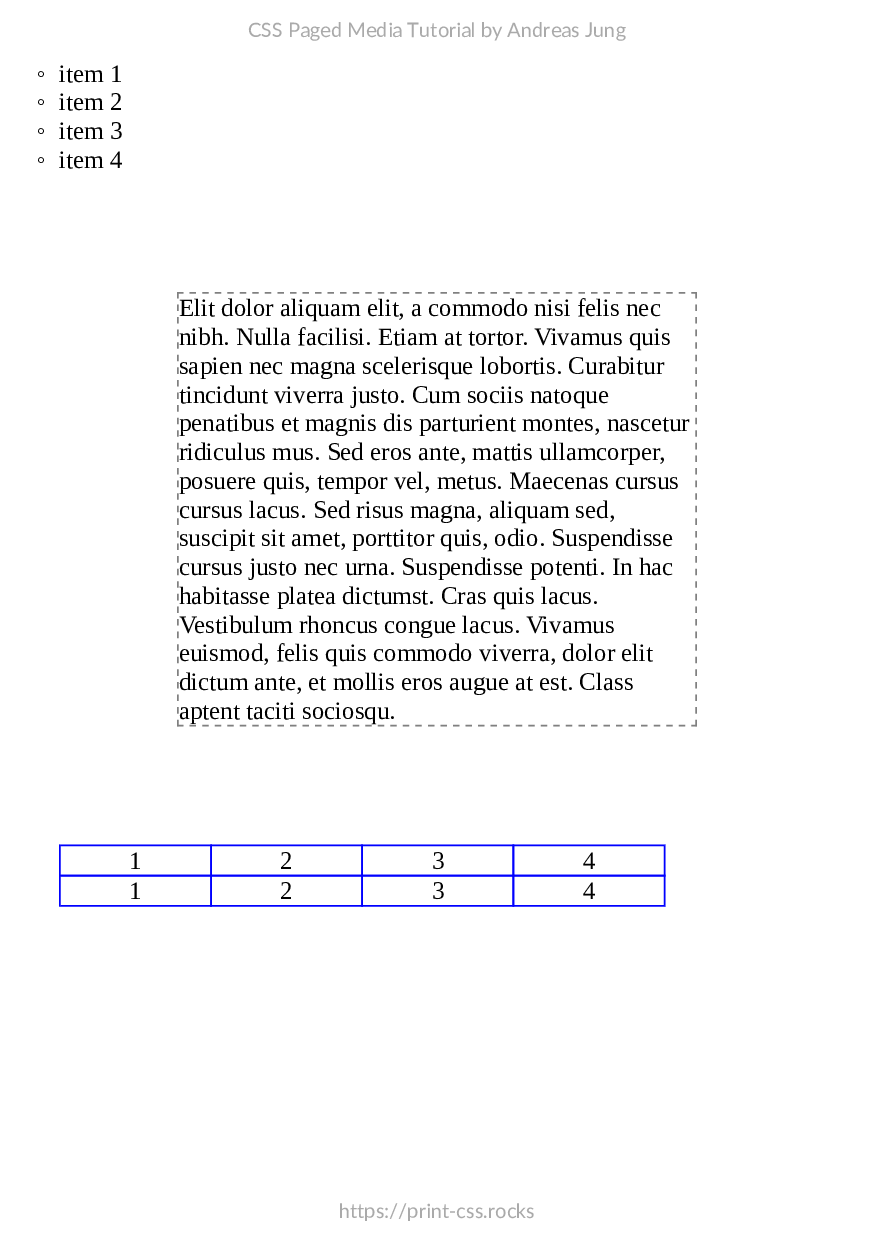 CSS Paged Media Tutorial by Andreas Jung
◦ item 1
◦ item 2
◦ item 3
◦ item 4
Elit dolor aliquam elit, a commodo nisi felis nec
nibh. Nulla facilisi. Etiam at tortor. Vivamus quis
sapien nec magna scelerisque lobortis. Curabitur
tincidunt viverra justo. Cum sociis natoque
penatibus et magnis dis parturient montes, nascetur
ridiculus mus. Sed eros ante, mattis ullamcorper,
posuere quis, tempor vel, metus. Maecenas cursus
cursus lacus. Sed risus magna, aliquam sed,
suscipit sit amet, porttitor quis, odio. Suspendisse
cursus justo nec urna. Suspendisse potenti. In hac
habitasse platea dictumst. Cras quis lacus.
Vestibulum rhoncus congue lacus. Vivamus
euismod, felis quis commodo viverra, dolor elit
dictum ante, et mollis eros augue at est. Class
aptent taciti sociosqu.
1 2 3 4
1 2 3 4
https://print-css.rocks